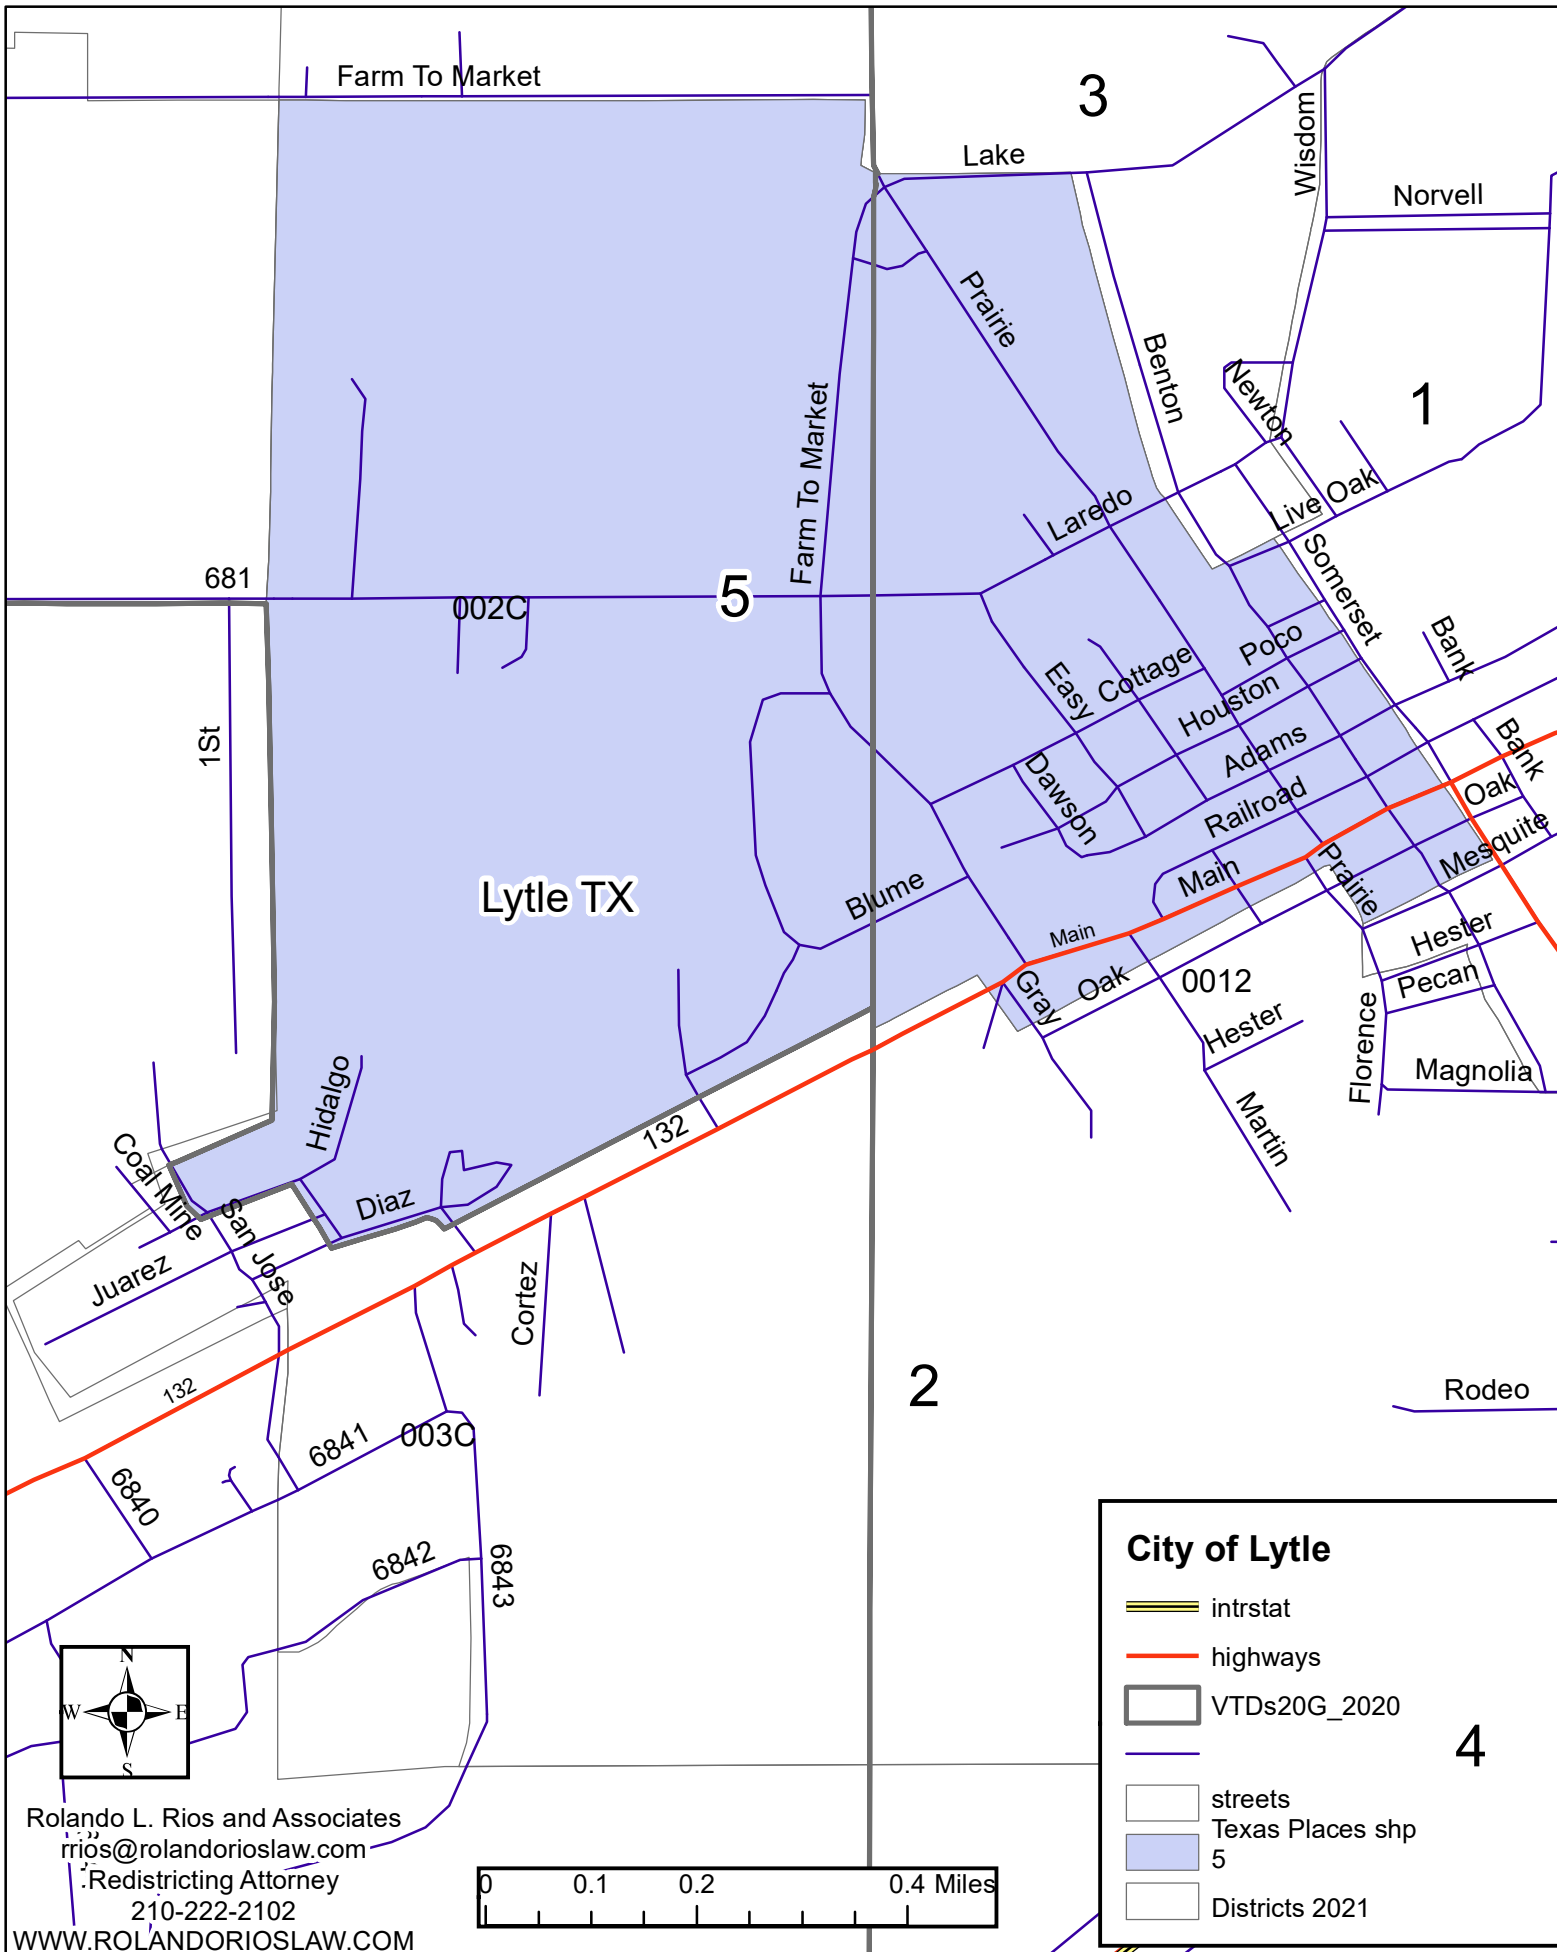 Farm To Market
3
Lake
Wisdom
Norvell
Prairie
Benton
Newton
1
Farm To Market
Live Oak
Laredo
681
002C
5
Somerset
Bank
Poco
Cottage
Easy
Houston
1St
Adams
Bank
Dawson
Railroad
Oak
Mesquite
Lytle TX
Blume
Main
Prairie
Main
Hester
Gray
Oak
0012
Pecan
Hester
Florence
Magnolia
Hidalgo
132
Martin
Coal Mine
San Jose
Diaz
Juarez
Cortez
132
2
Rodeo
6841
003C
6840
6842
6843
City of Lytle
intrstat
highways
VTDs20G_2020
4
streets
Texas Places shp
5
Districts 2021
N
W
E
S
Rolando L. Rios and Associates
rrios@rolandorioslaw.com
Redistricting Attorney
210-222-2102
WWW.ROLANDORIOSLAW.COM
0 0.1 0.2 0.4 Miles